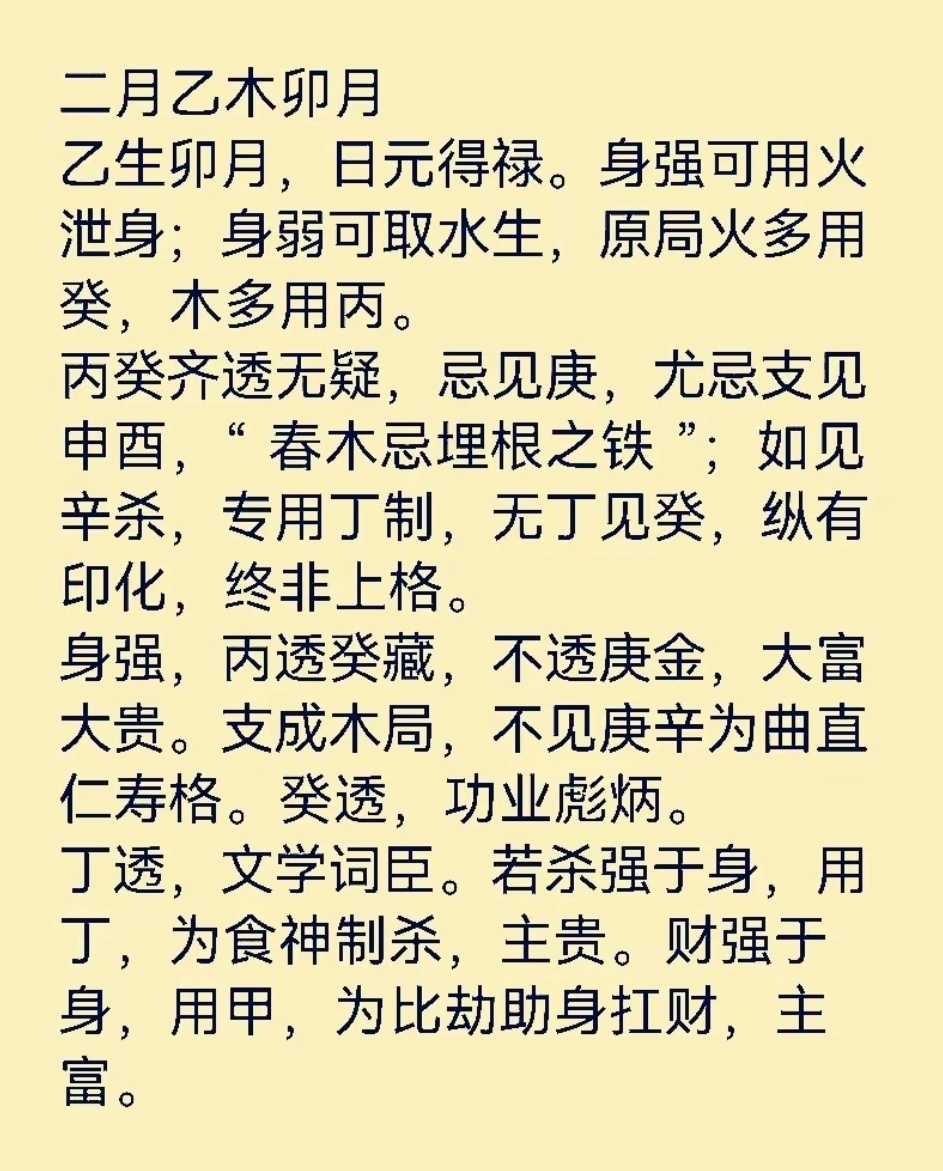 二月乙木卯月
乙生卯月，日元得禄。身强可用火
泄身；身弱可取水生，原局火多用
癸，木多用丙。
丙癸齐透无疑，忌见庚，尤忌支见
申酉，“春木忌埋根之铁”；如见
辛杀，专用丁制，无丁见癸，纵有
印化，终非上格。
身强，丙透癸藏，不透庚金，大富
大贵。支成木局，不见庚辛为曲直
仁寿格。癸透，功业彪炳。
丁透，文学词臣。若杀强于身，用
丁，为食神制杀，主贵。财强于
身，用甲，为比劫助身扛财，主
富。